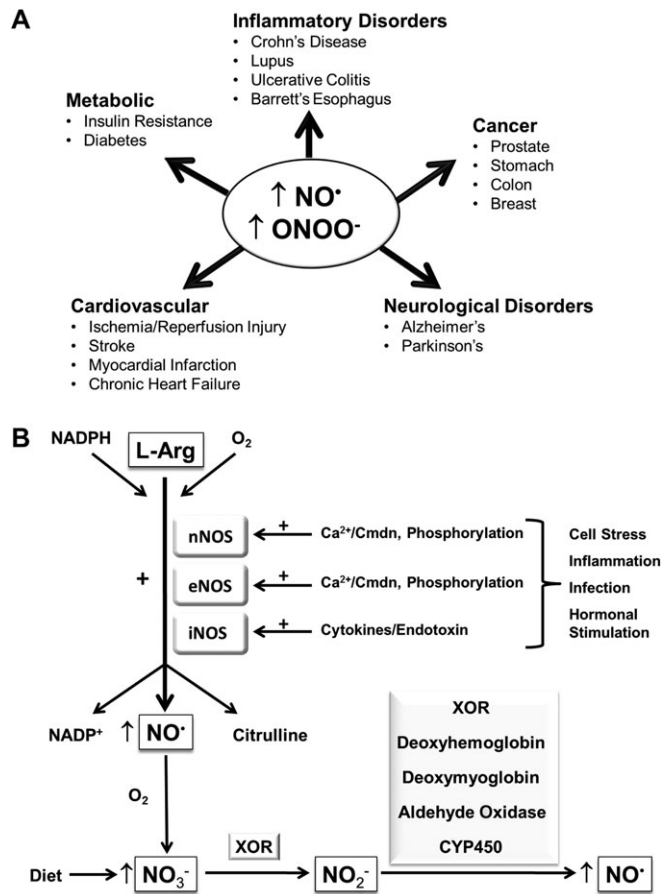 A
Inflammatory Disorders
• Crohn's Disease
• Lupus
• Ulcerative Colitis
• Barrett's Esophagus
Metabolic
• Insulin Resistance
• Diabetes
Cancer
• Prostate
• Stomach
• Colon
• Breast
↑ NO•
↑ ONOO-
Cardiovascular
• Ischemia/Reperfusion Injury
• Stroke
• Myocardial Infarction
• Chronic Heart Failure
Neurological Disorders
• Alzheimer's
• Parkinson's
B
NADPH
L-Arg
O₂
+
nNOS
+
Ca²⁺/Cmdn, Phosphorylation
eNOS
+
Ca²⁺/Cmdn, Phosphorylation
iNOS
+
Cytokines/Endotoxin
Cell Stress
Inflammation
Infection
Hormonal
Stimulation
NADP⁺
↑ NO•
Citrulline
O₂
XOR
Deoxyhemoglobin
Deoxymyoglobin
Aldehyde Oxidase
CYP450
Diet
↑ NO₃⁻
XOR
NO₂⁻
↑ NO•